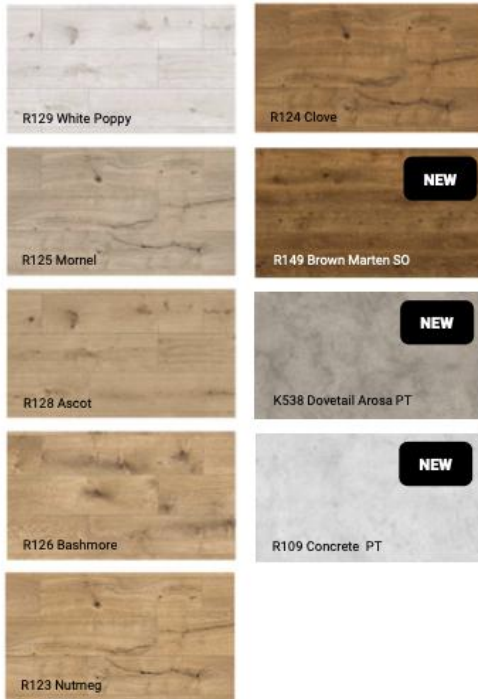 R129 White Poppy
R125 Mornel
R128 Ascot
R126 Bashmore
R123 Nutmeg
R124 Clove
NEW
R149 Brown Marten SO
NEW
K538 Dovetail Arosa PT
NEW
R109 Concrete PT